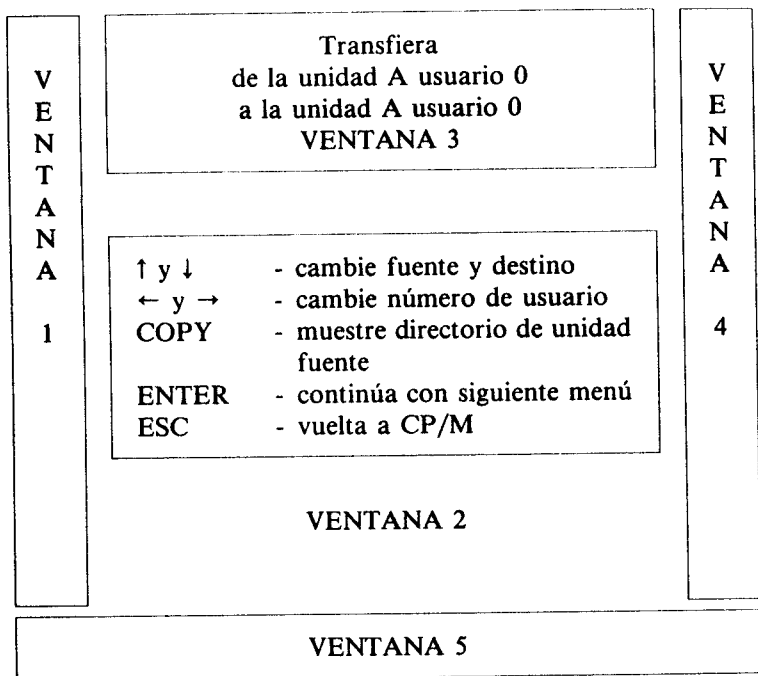 VENTANA 1
Transfiera
de la unidad A usuario 0
a la unidad A usuario 0
VENTANA 3
↑ y ↓ - cambie fuente y destino
← y → - cambie número de usuario
COPY - muestre directorio de unidad
fuente
ENTER - continúa con siguiente menú
ESC - vuelta a CP/M
VENTANA 2
VENTANA 4
VENTANA 5